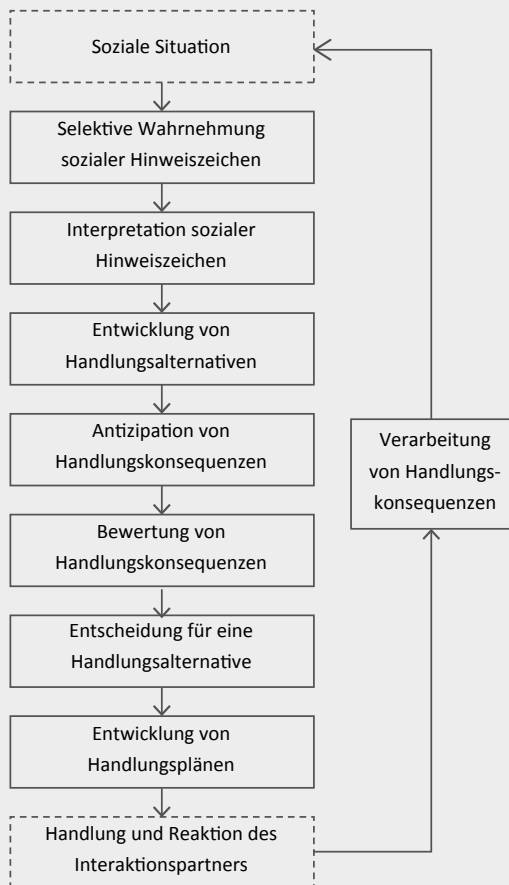 Soziale Situation
Selektive Wahrnehmung
sozialer Hinweiszeichen
Interpretation sozialer
Hinweiszeichen
Entwicklung von
Handlungsalternativen
Antizipation von
Handlungskonsequenzen
Bewertung von
Handlungskonsequenzen
Entscheidung für eine
Handlungsalternative
Entwicklung von
Handlungsplänen
Handlung und Reaktion des
Interaktionspartners
Verarbeitung
von Handlungs-
konsequenzen